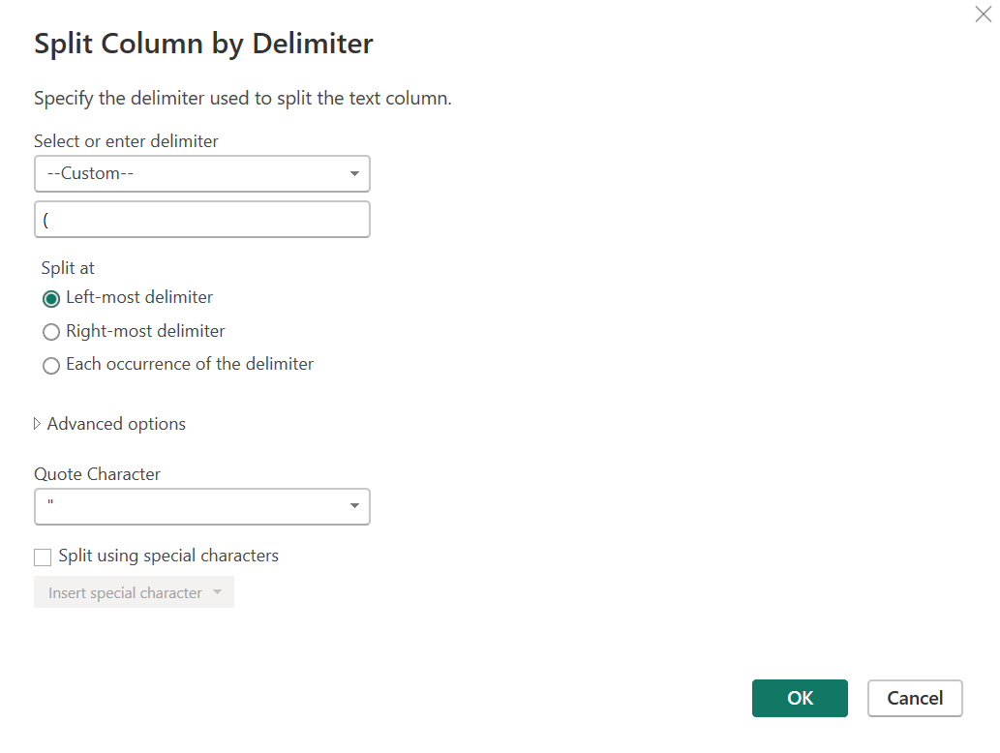 Split Column by Delimiter
Specify the delimiter used to split the text column.
Select or enter delimiter
--Custom--
(
Split at
Left-most delimiter
Right-most delimiter
Each occurrence of the delimiter
Advanced options
Quote Character
"
Split using special characters
Insert special character
OK
Cancel